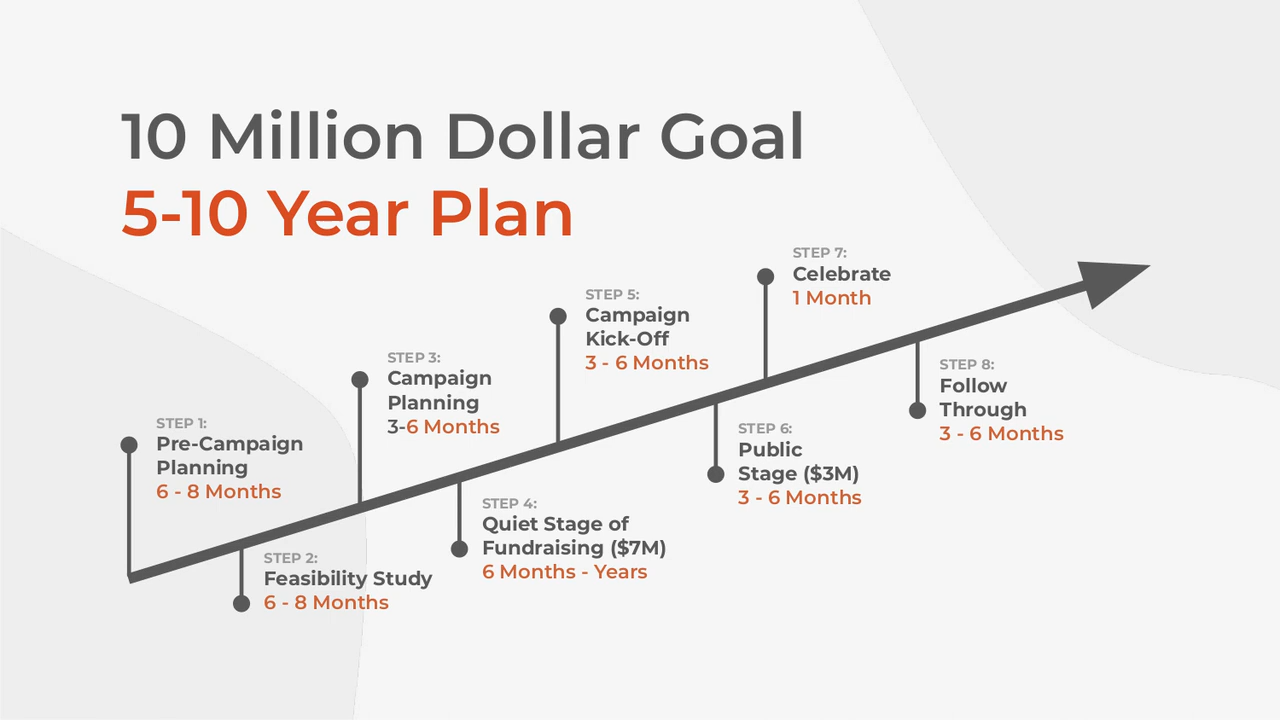 10 Million Dollar Goal
5-10 Year Plan
STEP 1:
Pre-Campaign
Planning
6 - 8 Months
STEP 2:
Feasibility Study
6 - 8 Months
STEP 3:
Campaign
Planning
3-6 Months
STEP 4:
Quiet Stage of
Fundraising ($7M)
6 Months - Years
STEP 5:
Campaign
Kick-Off
3 - 6 Months
STEP 6:
Public
Stage ($3M)
3 - 6 Months
STEP 7:
Celebrate
1 Month
STEP 8:
Follow
Through
3 - 6 Months